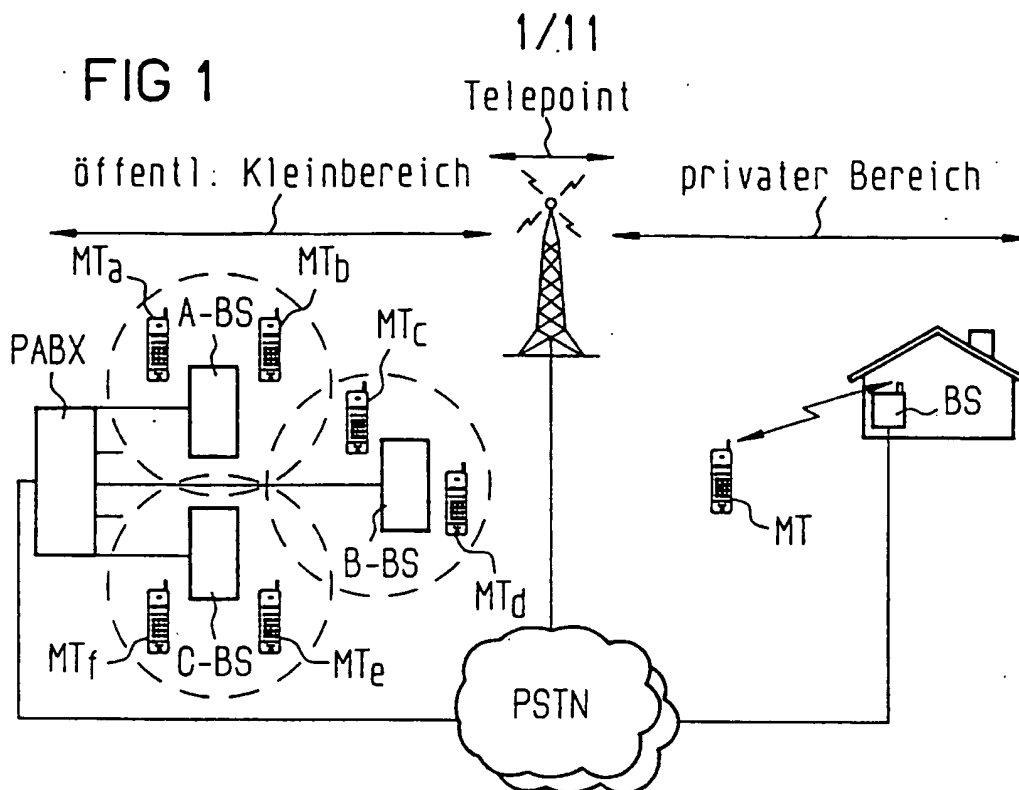 1/11
FIG 1
Telepoint
öffentl: Kleinbereich
privater Bereich
MTa
MTb
A-BS
MTc
PABX
BS
MT
B-BS
MTd
MTf
C-BS
MTe
PSTN